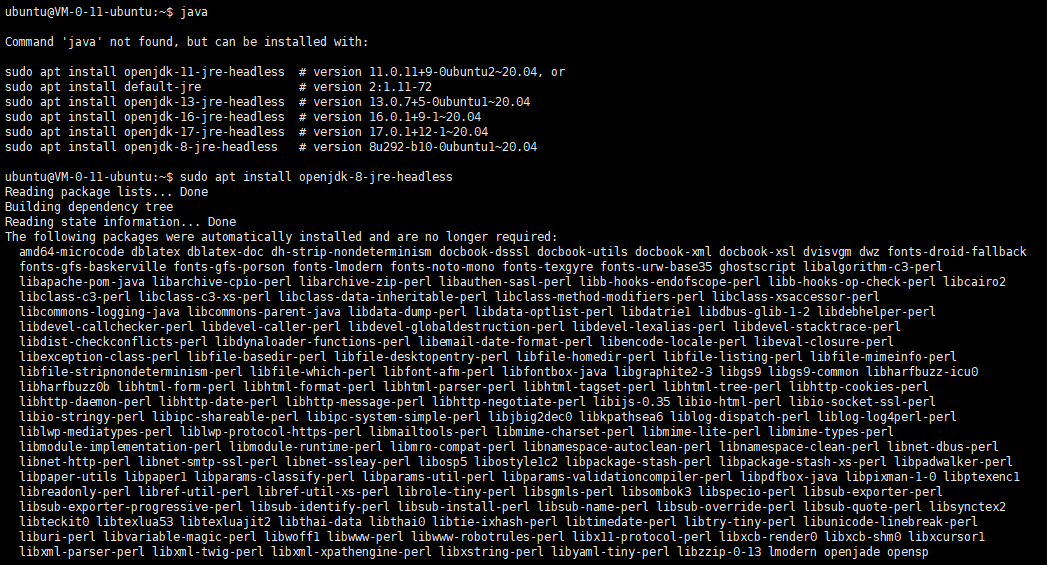 ubuntu@VM-0-11-ubuntu:~$ java
Command 'java' not found, but can be installed with:
sudo apt install openjdk-11-jre-headless  # version 11.0.11+9-0ubuntu2~20.04, or
sudo apt install default-jre              # version 2:1.11-72
sudo apt install openjdk-13-jre-headless  # version 13.0.7+5-0ubuntu1~20.04
sudo apt install openjdk-16-jre-headless  # version 16.0.1+9-1~20.04
sudo apt install openjdk-17-jre-headless  # version 17.0.1+12-1~20.04
sudo apt install openjdk-8-jre-headless   # version 8u292-b10-0ubuntu1~20.04
ubuntu@VM-0-11-ubuntu:~$ sudo apt install openjdk-8-jre-headless
Reading package lists... Done
Building dependency tree
Reading state information... Done
The following packages were automatically installed and are no longer required:
  amd64-microcode dblatex dblatex-doc dh-strip-nondeterminism docbook-dsssl docbook-utils docbook-xml docbook-xsl dvisvgm dwz fonts-droid-fallback
  fonts-gfs-baskerville fonts-gfs-porson fonts-lmodern fonts-noto-mono fonts-texgyre fonts-urw-base35 ghostscript libalgorithm-c3-perl
  libapache-pom-java libarchive-cpio-perl libarchive-zip-perl libauthen-sasl-perl libb-hooks-endofscope-perl libb-hooks-op-check-perl libcairo2
  libclass-c3-perl libclass-c3-xs-perl libclass-data-inheritable-perl libclass-method-modifiers-perl libclass-xsaccessor-perl
  libcommons-logging-java libcommons-parent-java libdata-dump-perl libdata-optlist-perl libdatrie1 libdbus-glib-1-2 libdebhelper-perl
  libdevel-callchecker-perl libdevel-caller-perl libdevel-globaldestruction-perl libdevel-lexalias-perl libdevel-stacktrace-perl
  libdist-checkconflicts-perl libdynaloader-functions-perl libemail-date-format-perl libencode-locale-perl libeval-closure-perl
  libexception-class-perl libfile-basedir-perl libfile-desktopentry-perl libfile-homedir-perl libfile-listing-perl libfile-mimeinfo-perl
  libfile-stripnondeterminism-perl libfile-which-perl libfont-afm-perl libfontbox-java libgraphite2-3 libgs9 libgs9-common libharfbuzz-icu0
  libharfbuzz0b libhtml-form-perl libhtml-format-perl libhtml-parser-perl libhtml-tagset-perl libhtml-tree-perl libhttp-cookies-perl
  libhttp-daemon-perl libhttp-date-perl libhttp-message-perl libhttp-negotiate-perl libijs-0.35 libio-html-perl libio-socket-ssl-perl
  libio-stringy-perl libipc-shareable-perl libipc-system-simple-perl libjbig2dec0 libkpathsea6 liblog-dispatch-perl liblog-log4perl-perl
  liblwp-mediatypes-perl liblwp-protocol-https-perl libmailtools-perl libmime-charset-perl libmime-lite-perl libmime-types-perl
  libmodule-implementation-perl libmodule-runtime-perl libmro-compat-perl libnamespace-autoclean-perl libnamespace-clean-perl libnet-dbus-perl
  libnet-http-perl libnet-smtp-ssl-perl libnet-ssleay-perl libosp5 libostyle1c2 libpackage-stash-perl libpackage-stash-xs-perl libpadwalker-perl
  libpaper-utils libpaper1 libparams-classify-perl libparams-util-perl libparams-validationcompiler-perl libpdfbox-java libpixman-1-0 libptexenc1
  libreadonly-perl libref-util-perl libref-util-xs-perl librole-tiny-perl libsgmls-perl libsombok3 libspecio-perl libsub-exporter-perl
  libsub-exporter-progressive-perl libsub-identify-perl libsub-install-perl libsub-name-perl libsub-override-perl libsub-quote-perl libsynctex2
  libteckit0 libtexlua53 libtexluajit2 libthai-data libthai0 libtie-ixhash-perl libtimedate-perl libtry-tiny-perl libunicode-linebreak-perl
  liburi-perl libvariable-magic-perl libwoff1 libwww-perl libwww-robotrules-perl libx11-protocol-perl libxcb-render0 libxcb-shm0 libxcursor1
  libxml-parser-perl libxml-twig-perl libxml-xpathengine-perl libxstring-perl libyaml-tiny-perl libzzip-0-13 lmodern openjade opensp